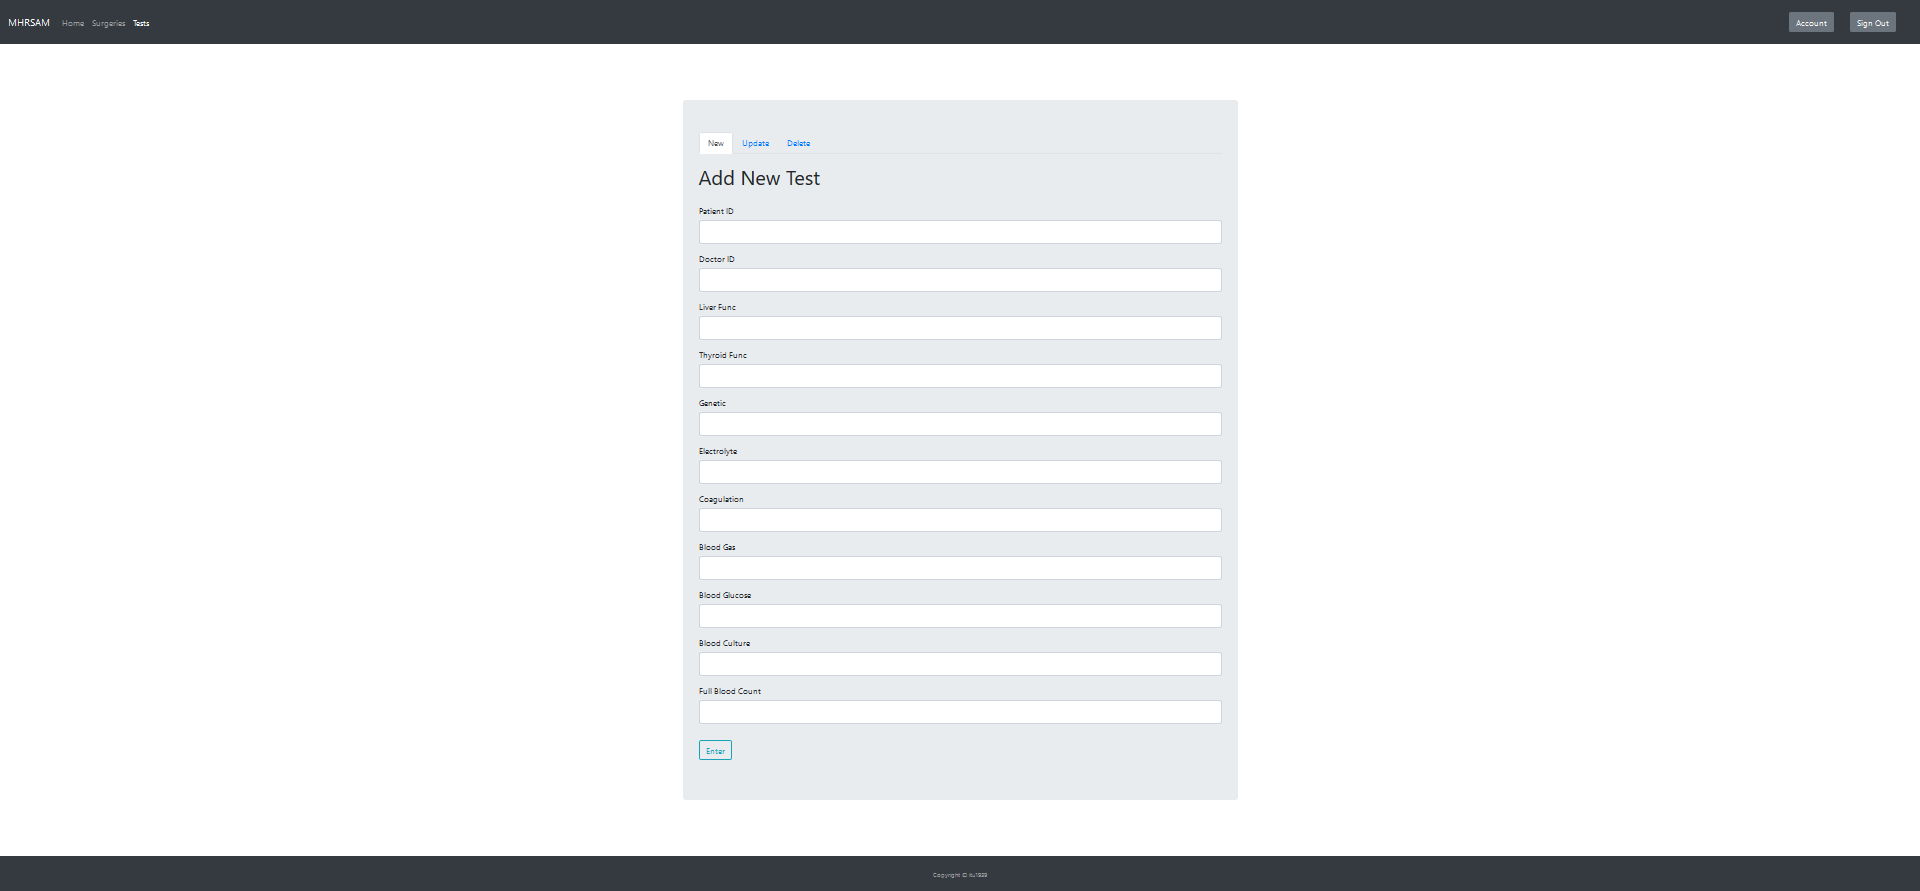 MHRSAM Home Surgeries Tests Account Sign Out
New Update Delete
Add New Test
Patient ID
Doctor ID
Liver Func
Thyroid Func
Genetic
Electrolyte
Coagulation
Blood Gas
Blood Glucose
Blood Culture
Full Blood Count
Enter
Copyright © itu1939